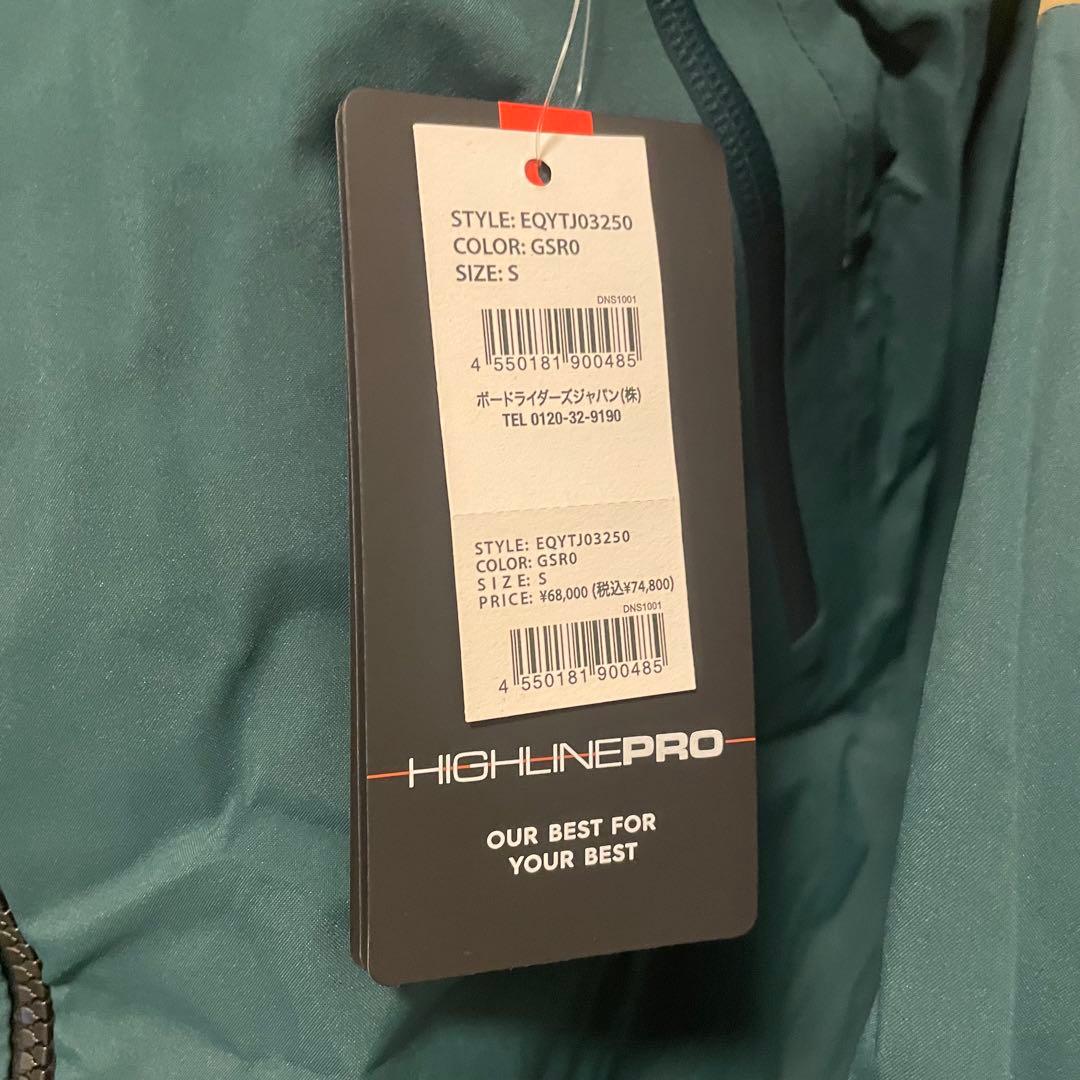 STYLE: EQYTJ03250
COLOR: GSR0
SIZE: S
DNS1001
4 550181 900485
ボードライダーズジャパン(株)
TEL 0120-32-9190
STYLE: EQYTJ03250
COLOR: GSR0
SIZE: S
PRICE: ¥68,000 (税込¥74,800)
DNS1001
4 550181 900485
HIGHLINEPRO
OUR BEST FOR
YOUR BEST